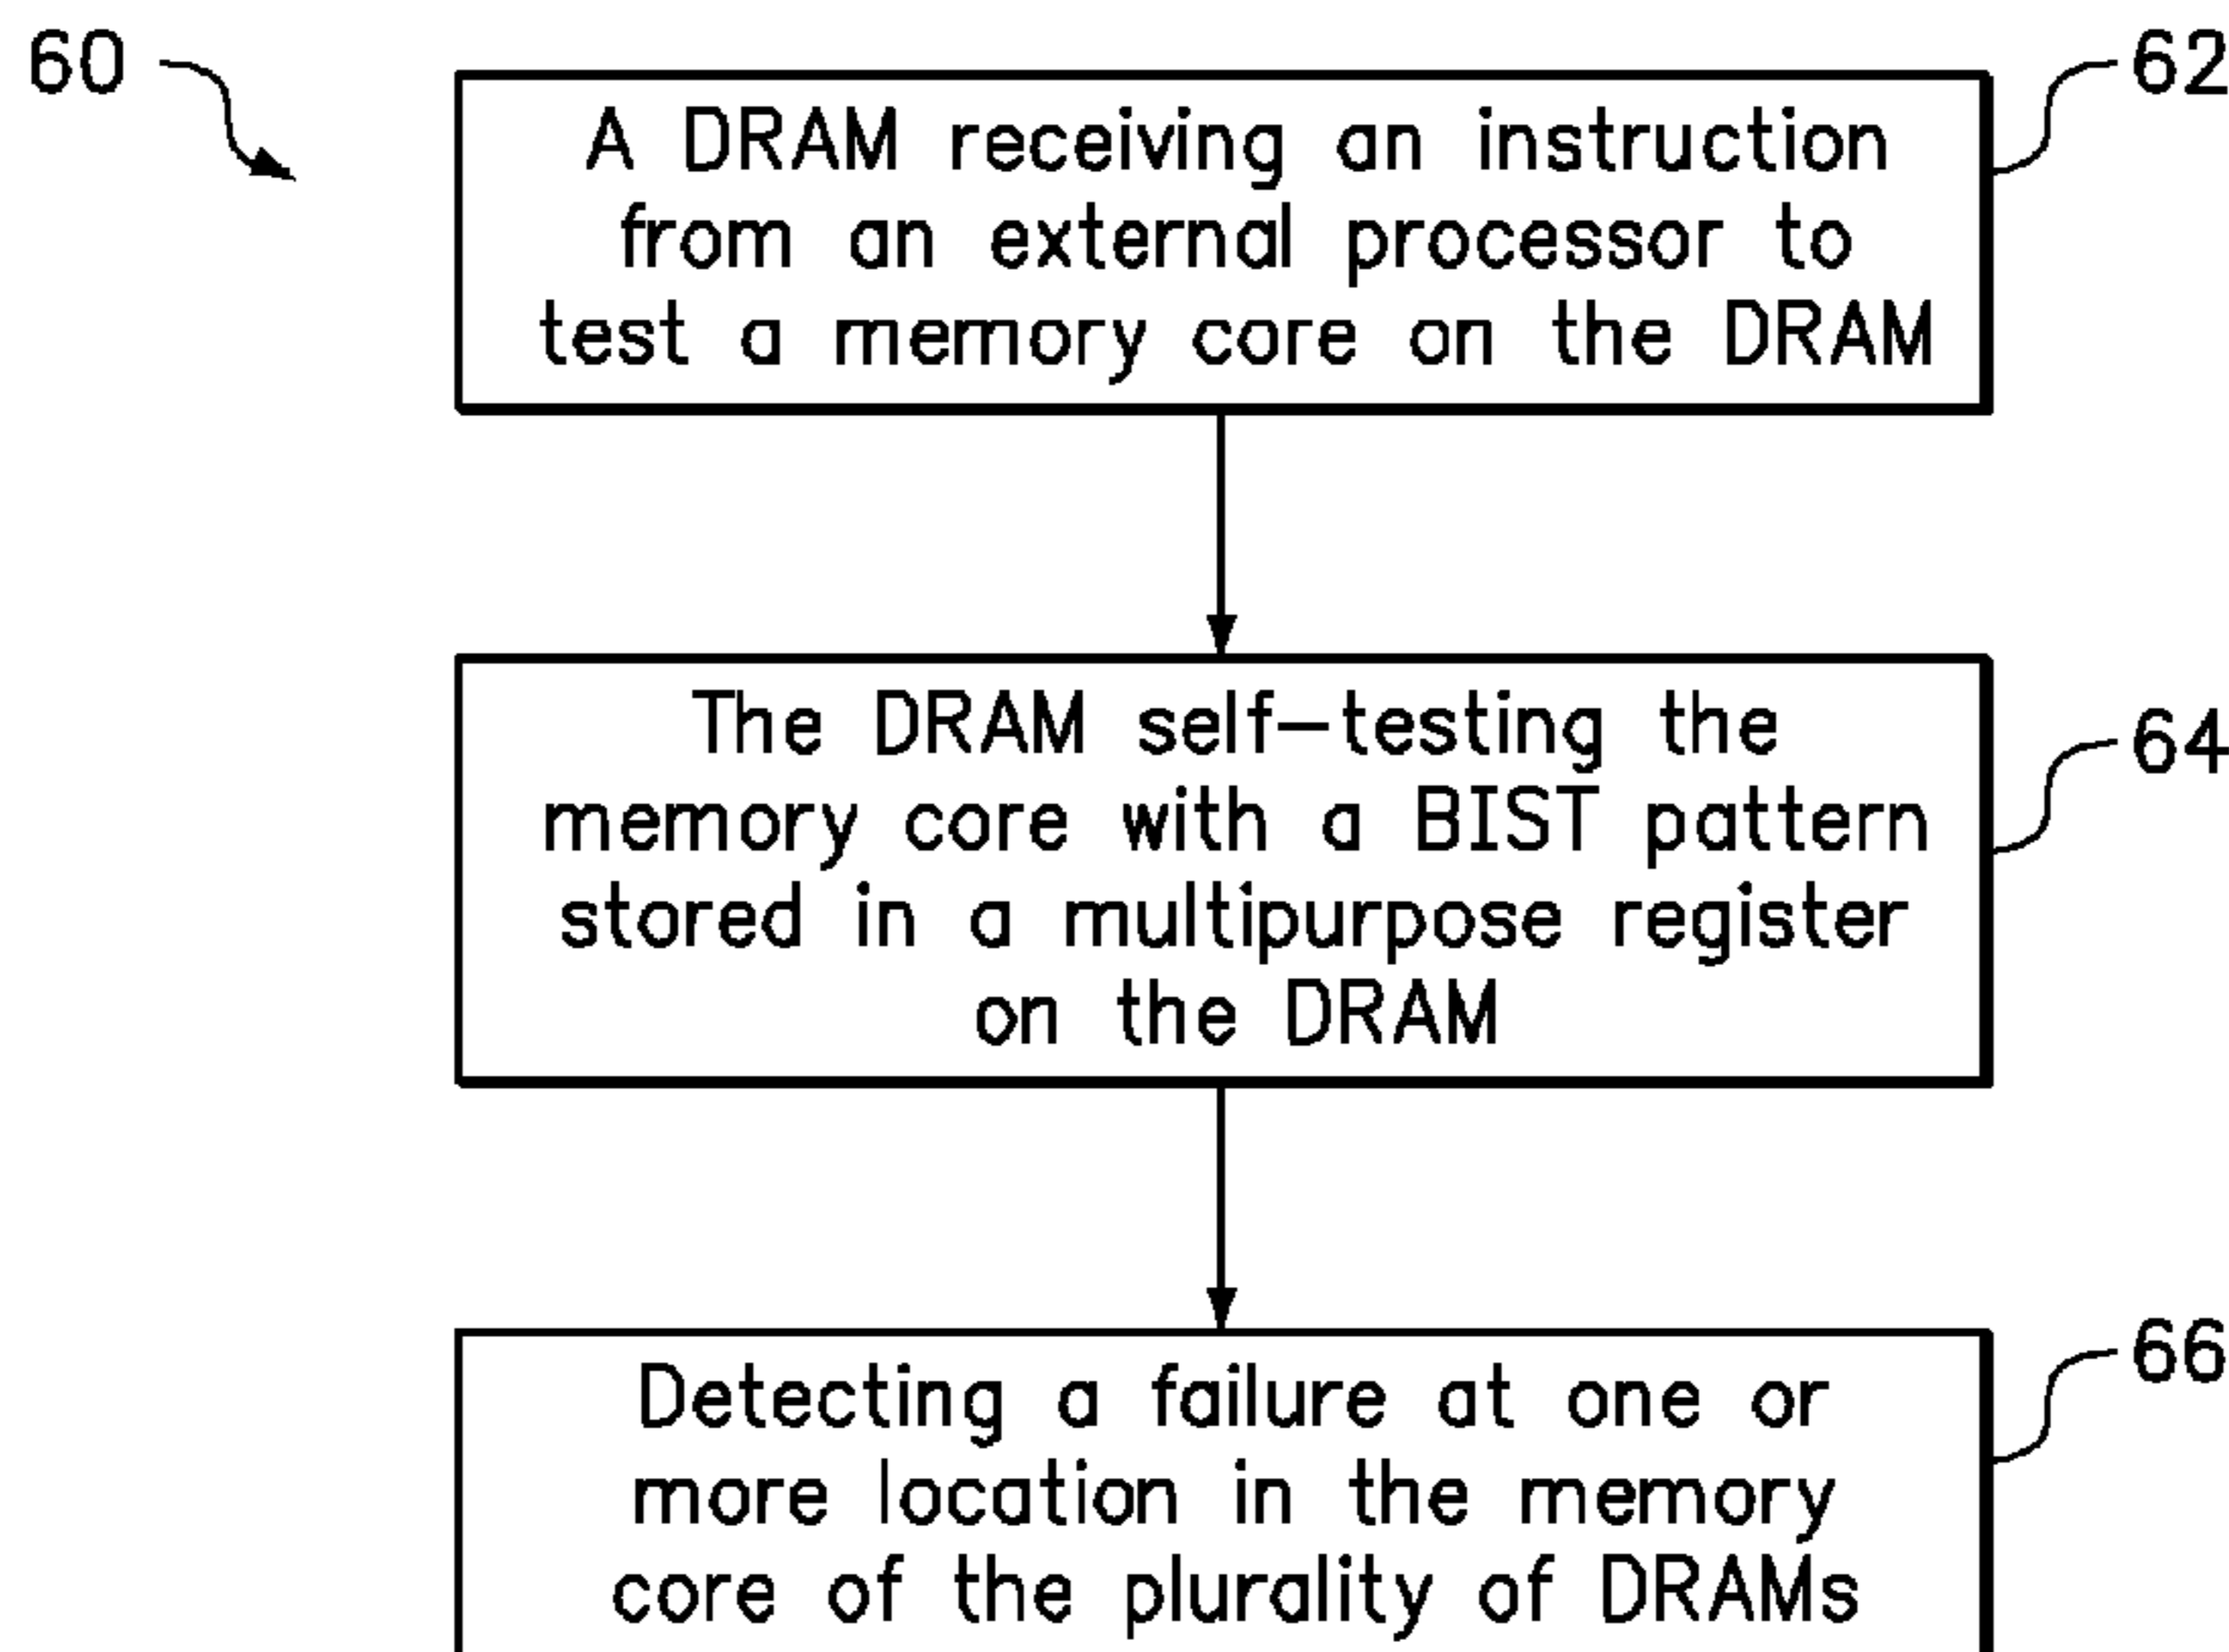 60
62
A DRAM receiving an instruction
from an external processor to
test a memory core on the DRAM
64
The DRAM self-testing the
memory core with a BIST pattern
stored in a multipurpose register
on the DRAM
66
Detecting a failure at one or
more location in the memory
core of the plurality of DRAMs